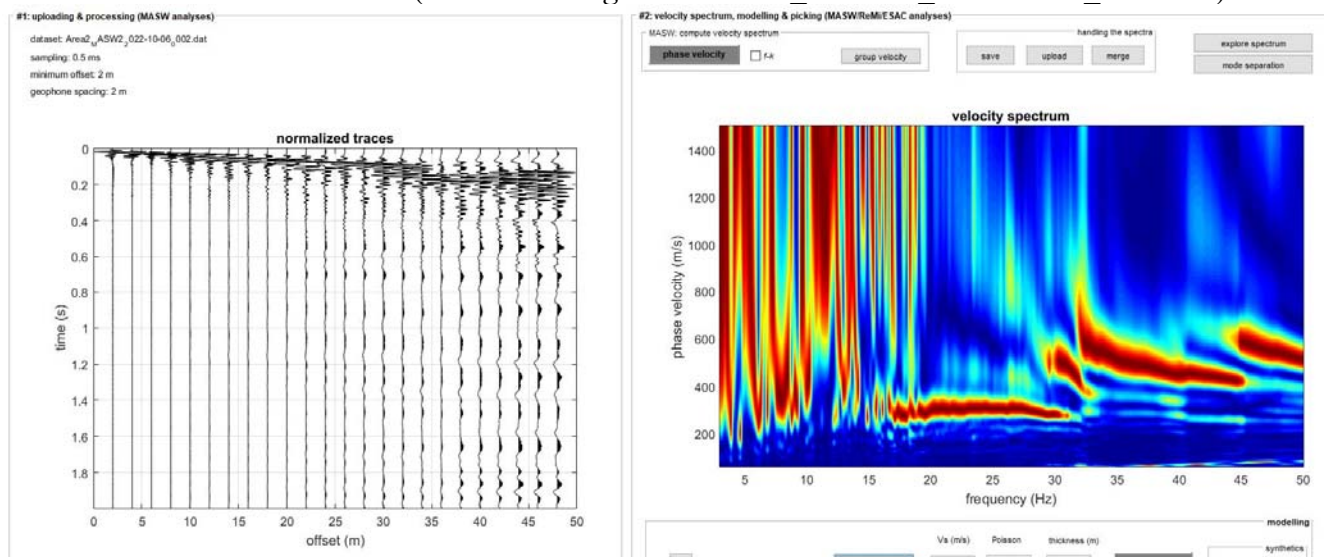 #1: uploading & processing (MASW analyses)
dataset: Area2_MASW2_2022-10-06_0002.dat
sampling: 0.5 ms
minimum offset: 2 m
geophone spacing: 2 m
normalized traces
0
0.2
0.4
0.6
0.8
1
1.2
1.4
1.6
1.8
time (s)
0 5 10 15 20 25 30 35 40 45 50
offset (m)
#2: velocity spectrum, modelling & picking (MASW/ReMi/ESAC analyses)
MASW: compute velocity spectrum
phase velocity
f-k
group velocity
handling the spectra
save
upload
merge
explore spectrum
mode separation
velocity spectrum
1400
1200
1000
800
600
400
200
phase velocity (m/s)
5 10 15 20 25 30 35 40 45 50
frequency (Hz)
modelling
Vs (m/s) Poisson thickness (m)
synthetics